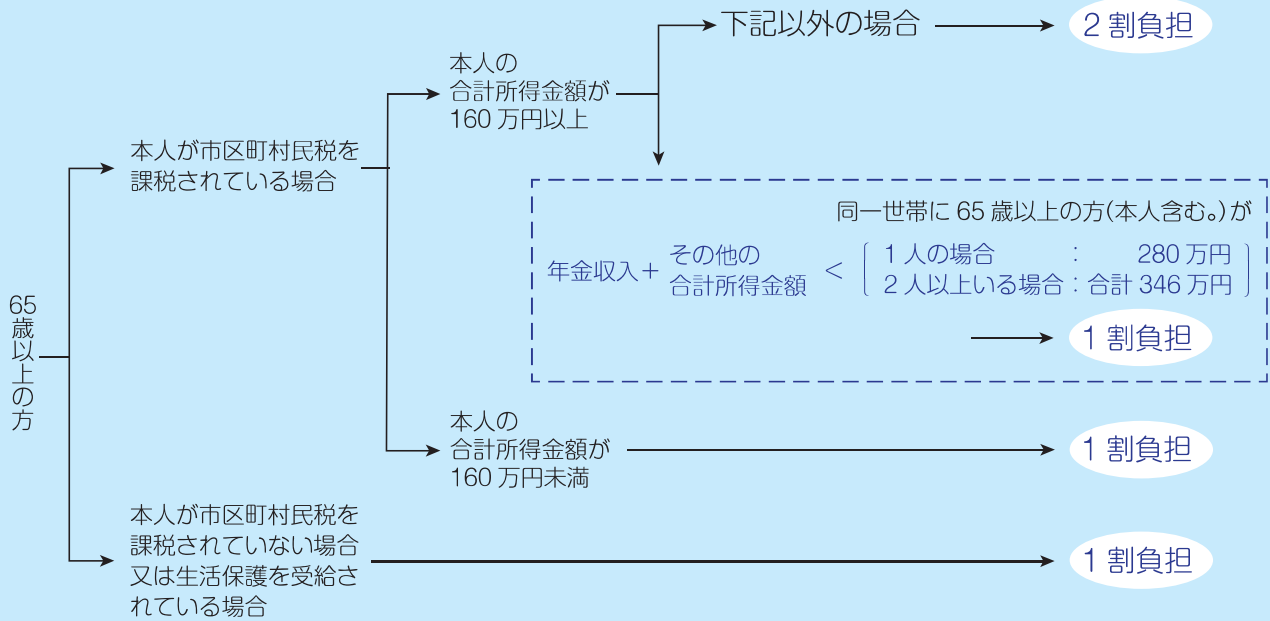 65歳以上の方
本人が市区町村民税を
課税されている場合
本人の
合計所得金額が
160万円以上
下記以外の場合
2割負担
同一世帯に65歳以上の方(本人含む。)が
年金収入+
その他の
合計所得金額
<
1人の場合 : 280万円
2人以上いる場合:合計346万円
1割負担
本人の
合計所得金額が
160万円未満
1割負担
本人が市区町村民税を
課税されていない場合
又は生活保護を受給さ
れている場合
1割負担